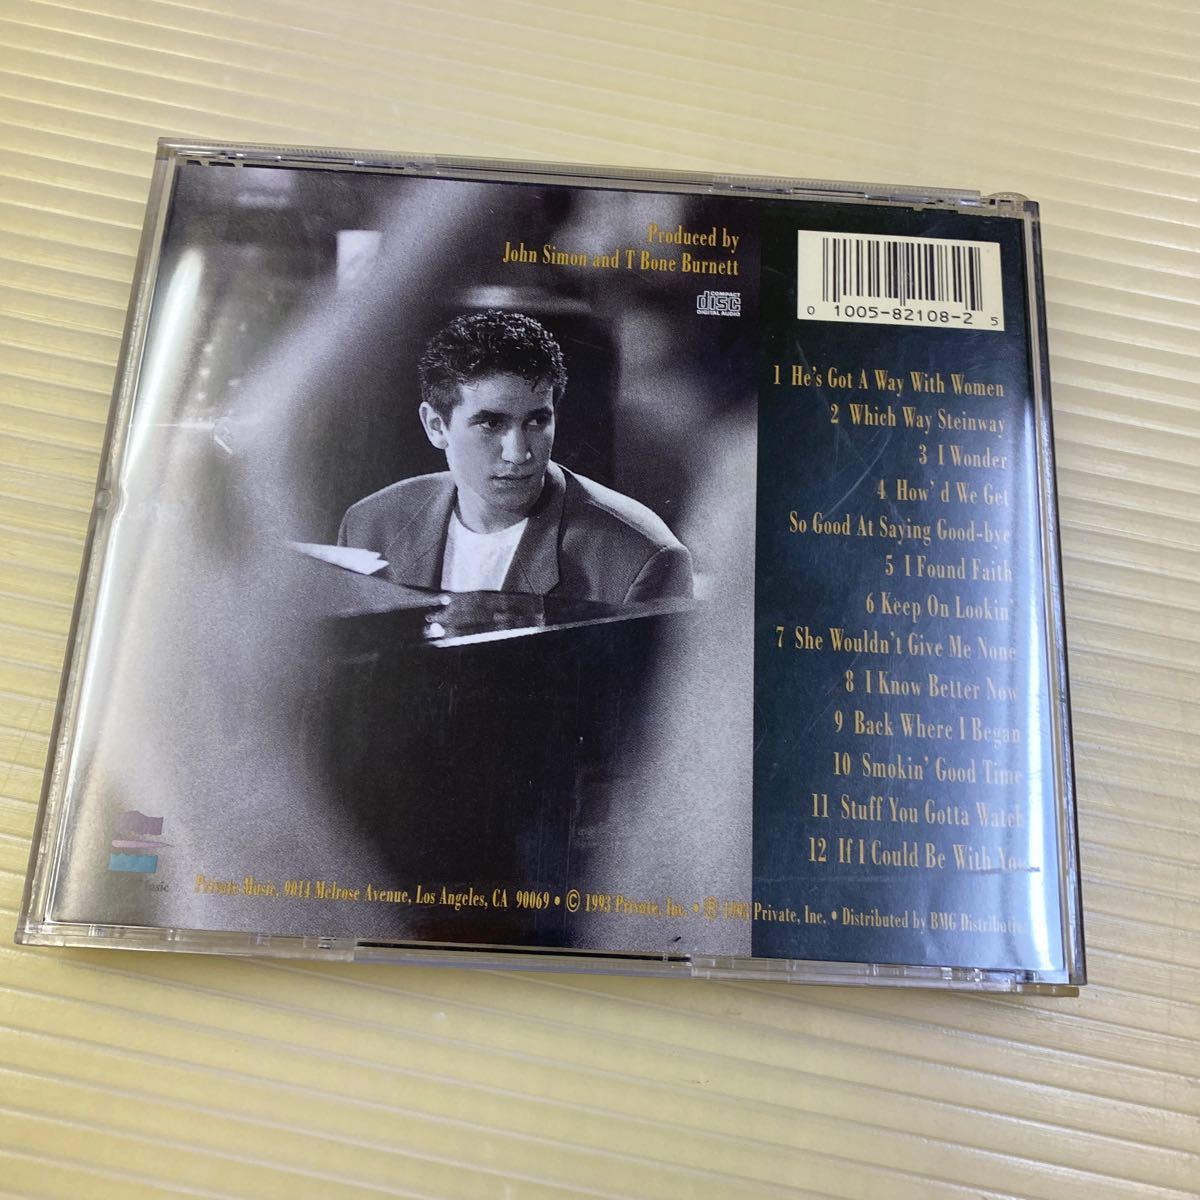 Produced by
John Simon and T Bone Burnett
COMPACT
disc
DIGITAL AUDIO
0 1005-82108-2 5
1 He's Got A Way With Women
2 Which Way Steinway
3 I Wonder
4 How'd We Get
So Good At Saying Good-bye
5 I Found Faith
6 Keep On Lookin'
7 She Wouldn't Give Me None
8 I Know Better Now
9 Back Where I Began
10 Smokin' Good Time
11 Stuff You Gotta Watch
12 If I Could Be With You
Private Music, 9014 Melrose Avenue, Los Angeles, CA 90069 • © 1993 Private, Inc. • ℗ 1993 Private, Inc. • Distributed by BMG